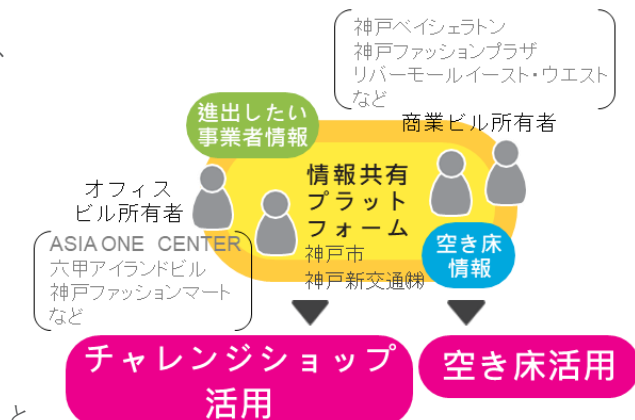 神戸ベイシェラトン
神戸ファッションプラザ
リバーモールイースト・ウエスト
など
商業ビル所有者
進出したい
事業者情報
オフィス
ビル所有者
ASIA ONE CENTER
六甲アイランドビル
神戸ファッションマート
など
情報共有
プラット
フォーム
神戸市
神戸新交通㈱
空き床
情報
チャレンジショップ
活用
空き床活用
と